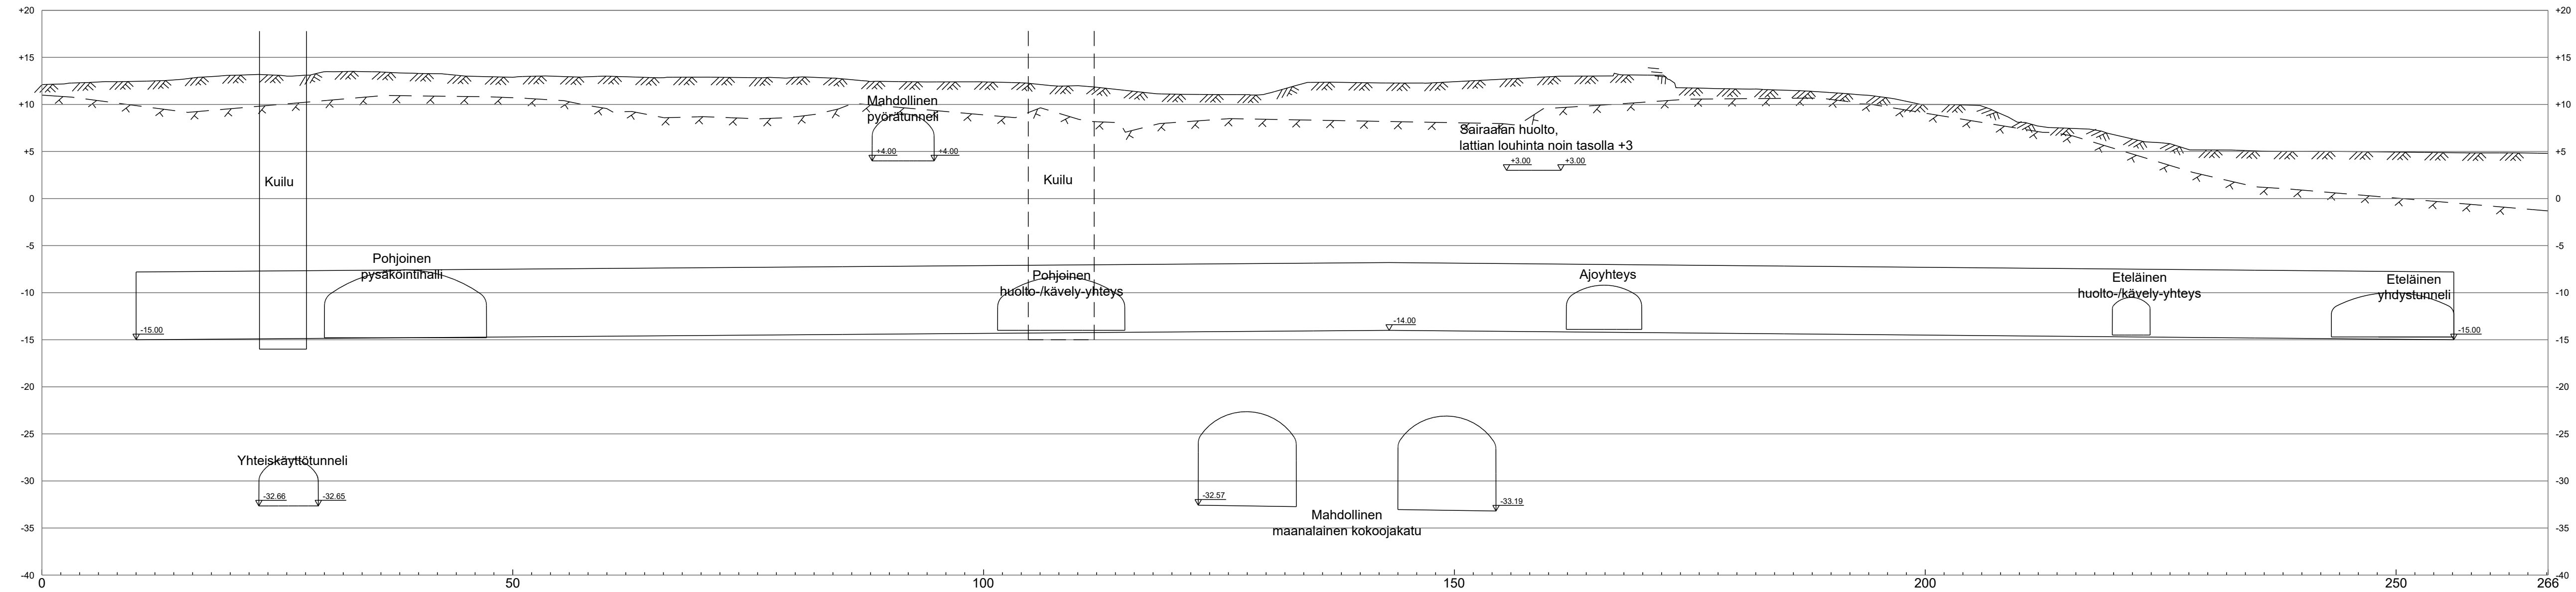 +20 +20
+15 +15
Mahdollinen
+10 +10
pyörätunneli
Sairaalan huolto,
lattian louhinta noin tasolla +3
+5 +4.00 +4.00 +5
+3.00 +3.00
Kuilu Kuilu
0 0
-5 -5
Pohjoinen
pysäköintihalli
Pohjoinen
huolto-/kävely-yhteys
Ajoyhteys
Eteläinen
huolto-/kävely-yhteys
Eteläinen
yhdystunneli
-10 -10
-15.00 -14.00 -15.00
-15 -15
-20 -20
-25 -25
Yhteiskäyttötunneli
-30 -30
-32.66 -32.65 -32.57 -33.19
Mahdollinen
maanalainen kokoojakatu
-35 -35
-40 -40
0 50 100 150 200 250 266